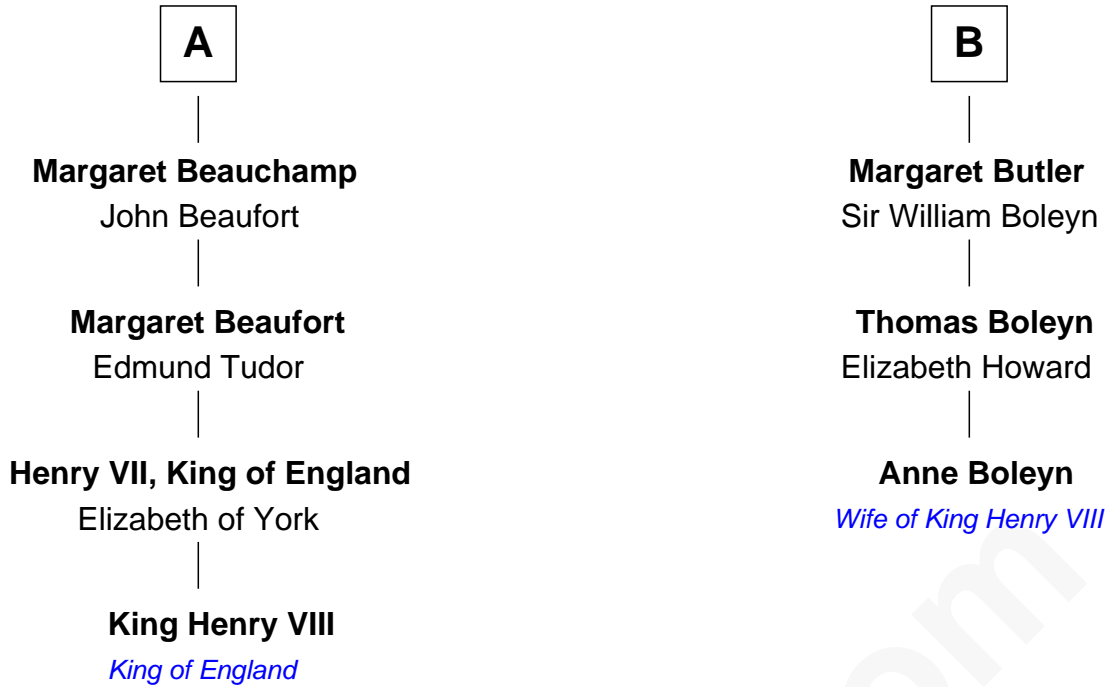 A
Margaret Beauchamp
John Beaufort
Margaret Beaufort
Edmund Tudor
Henry VII, King of England
Elizabeth of York
King Henry VIII
King of England
B
Margaret Butler
Sir William Boleyn
Thomas Boleyn
Elizabeth Howard
Anne Boleyn
Wife of King Henry VIII